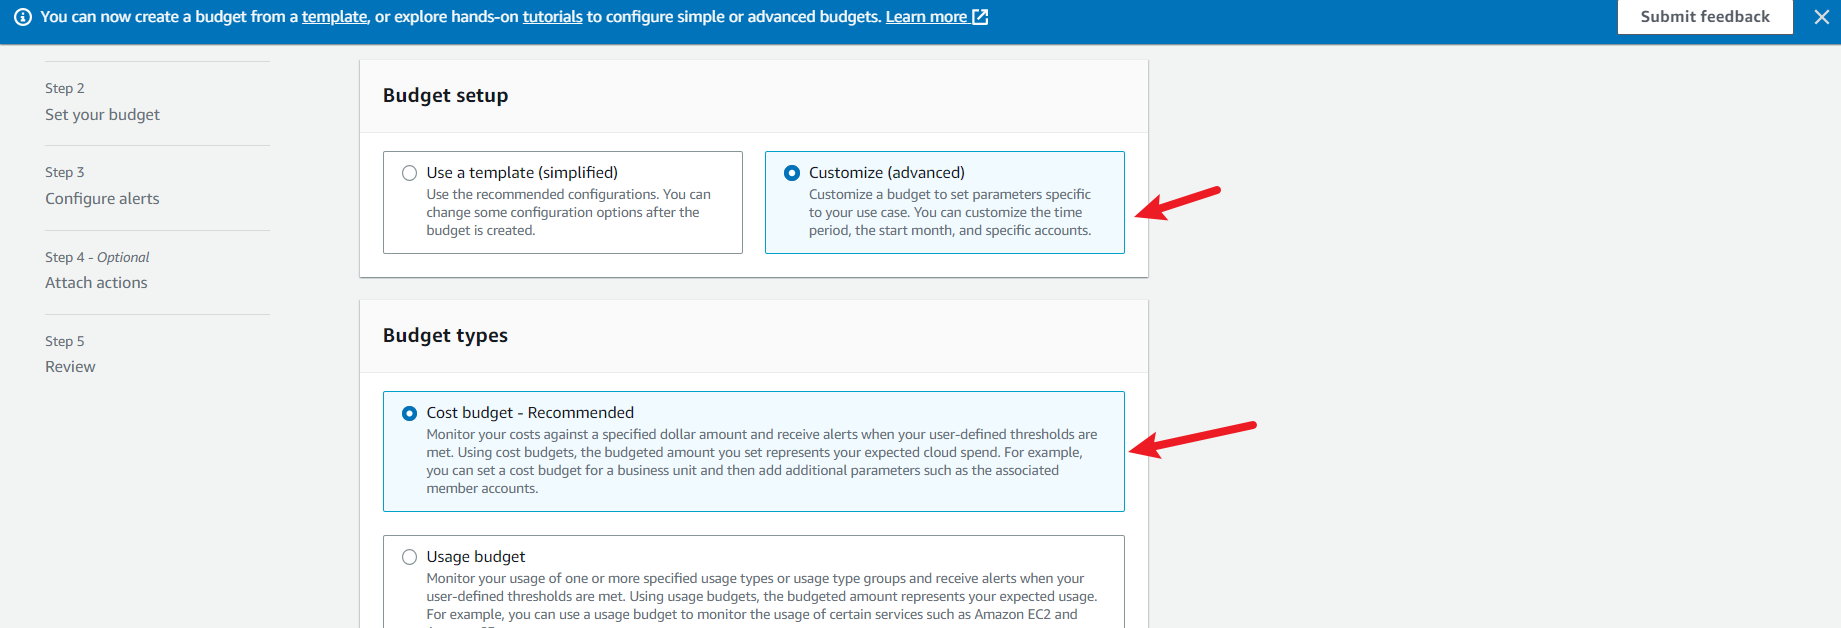 You can now create a budget from a template, or explore hands-on tutorials to configure simple or advanced budgets. Learn more
Submit feedback
Step 2
Set your budget
Step 3
Configure alerts
Step 4 - Optional
Attach actions
Step 5
Review
Budget setup
Use a template (simplified)
Use the recommended configurations. You can
change some configuration options after the
budget is created.
Customize (advanced)
Customize a budget to set parameters specific
to your use case. You can customize the time
period, the start month, and specific accounts.
Budget types
Cost budget - Recommended
Monitor your costs against a specified dollar amount and receive alerts when your user-defined thresholds are
met. Using cost budgets, the budgeted amount you set represents your expected cloud spend. For example,
you can set a cost budget for a business unit and then add additional parameters such as the associated
member accounts.
Usage budget
Monitor your usage of one or more specified usage types or usage type groups and receive alerts when your
user-defined thresholds are met. Using usage budgets, the budgeted amount represents your expected usage.
For example, you can use a usage budget to monitor the usage of certain services such as Amazon EC2 and